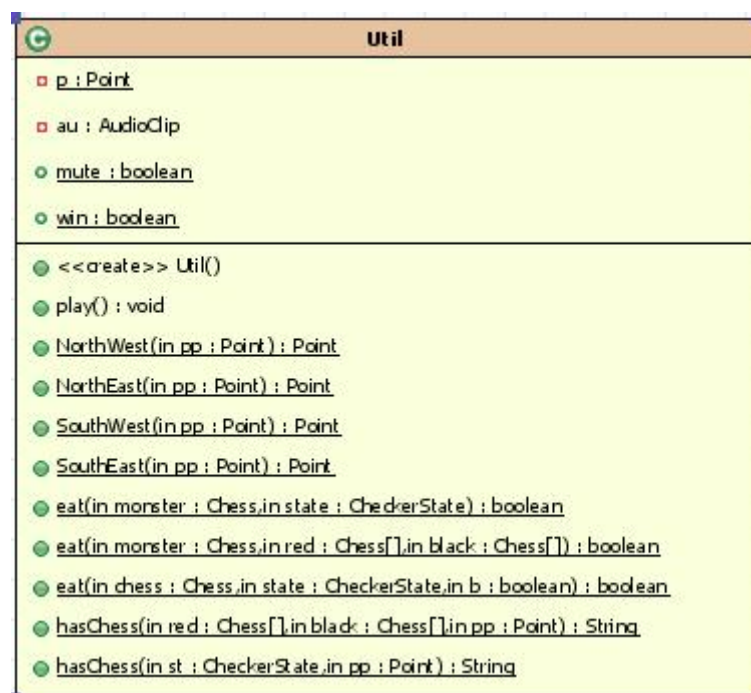 Util
p : Point
au : AudioClip
mute : boolean
win : boolean
<<create>> Util()
play() : void
NorthWest(in pp : Point) : Point
NorthEast(in pp : Point) : Point
SouthWest(in pp : Point) : Point
SouthEast(in pp : Point) : Point
eat(in monster : Chess,in state : CheckerState) : boolean
eat(in monster : Chess,in red : Chess[],in black : Chess[]) : boolean
eat(in chess : Chess,in state : CheckerState,in b : boolean) : boolean
hasChess(in red : Chess[],in black : Chess[],in pp : Point) : String
hasChess(in st : CheckerState,in pp : Point) : String